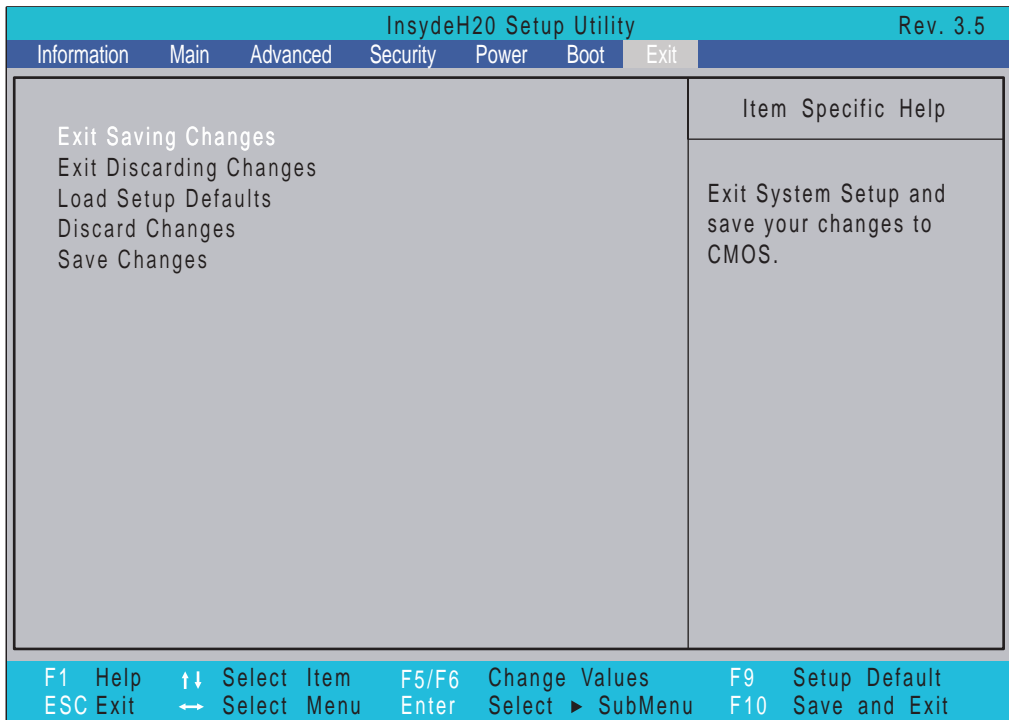 InsydeH20 Setup Utility Rev. 3.5
Information Main Advanced Security Power Boot Exit
Item Specific Help
Exit Saving Changes
Exit Discarding Changes
Load Setup Defaults
Discard Changes
Save Changes
Exit System Setup and
save your changes to
CMOS.
F1 Help ↑↓ Select Item F5/F6 Change Values F9 Setup Default
ESC Exit ↔ Select Menu Enter Select ► SubMenu F10 Save and Exit